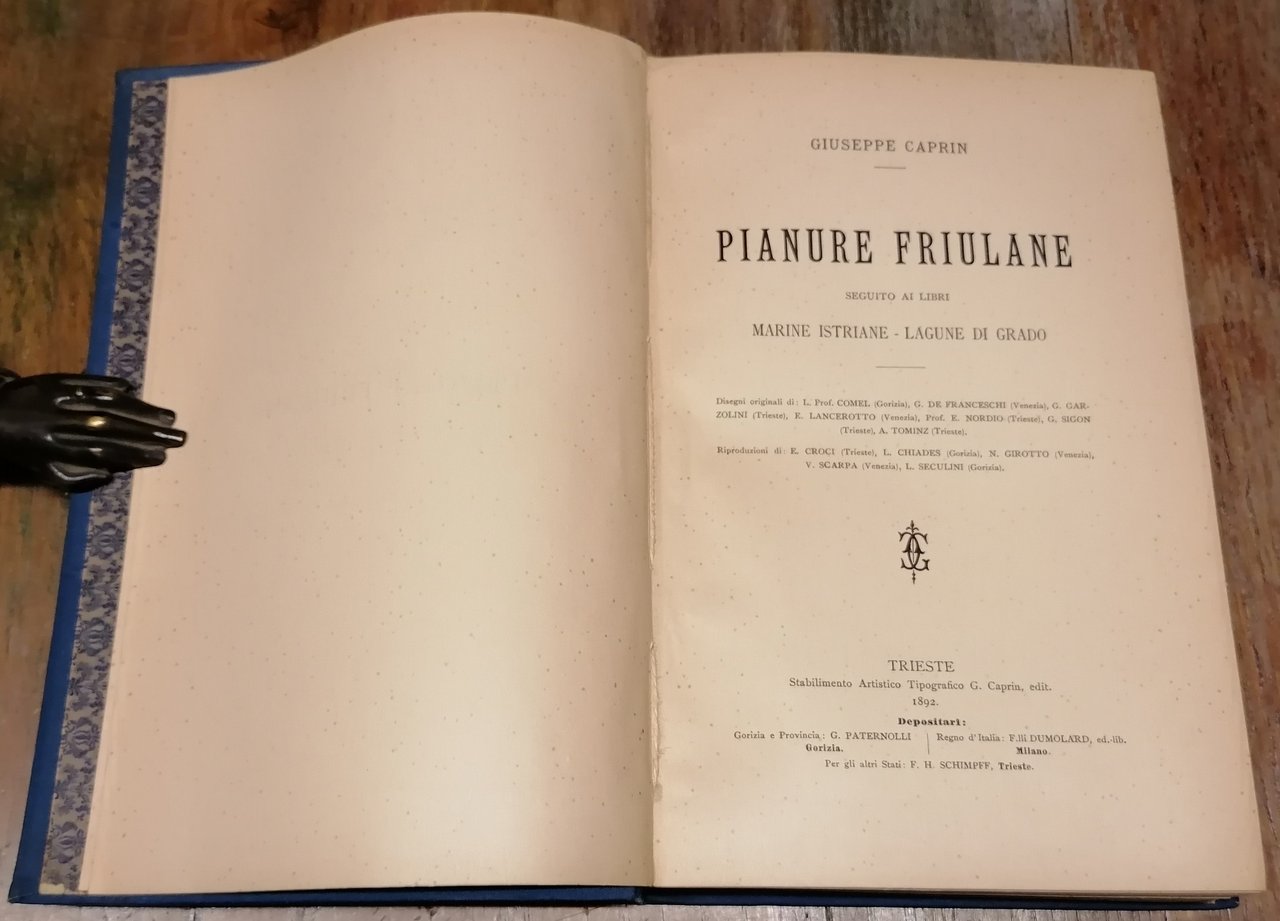 GIUSEPPE CAPRIN
PIANURE FRIULANE
SEGUITO AI LIBRI
MARINE ISTRIANE - LAGUNE DI GRADO
Disegni originali di: L. Prof. COMEL (Gorizia), G. DE FRANCESCHI (Venezia), G. GAR-
ZOLINI (Trieste), E. LANCEROTTO (Venezia), Prof. E. NORDIO (Trieste), G. SIGON
(Trieste), A. TOMINZ (Trieste).
Riproduzioni di: E. CROCI (Trieste), L. CHIADES (Gorizia), N. GIROTTO (Venezia),
V. SCARPA (Venezia), L. SECULINI (Gorizia).
TRIESTE
Stabilimento Artistico Tipografico G. Caprin, edit.
1892.
Depositari:
Gorizia e Provincia: G. PATERNOLLI
Gorizia.
Regno d'Italia: F.lli DUMOLARD, ed.-lib.
Milano.
Per gli altri Stati: F. H. SCHIMPFF, Trieste.